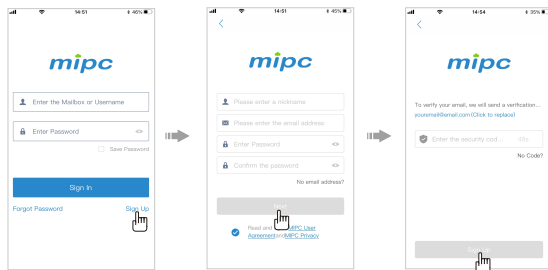 14:51
46%
mipc
Enter the Mailbox or Username
Enter Password
Save Password
Sign In
Forgot Password
Sign Up
14:51
45%
mipc
Please enter a nickname
Please enter the email address
Enter Password
Confirm the password
No email address?
Next
Read and MIPC User
Agreement and MIPC Privacy
14:54
35%
mipc
To verify your email, we will send a verification...
youremail@email.com (Click to replace)
Enter the security cod...
48s
No Code?
Sign Up